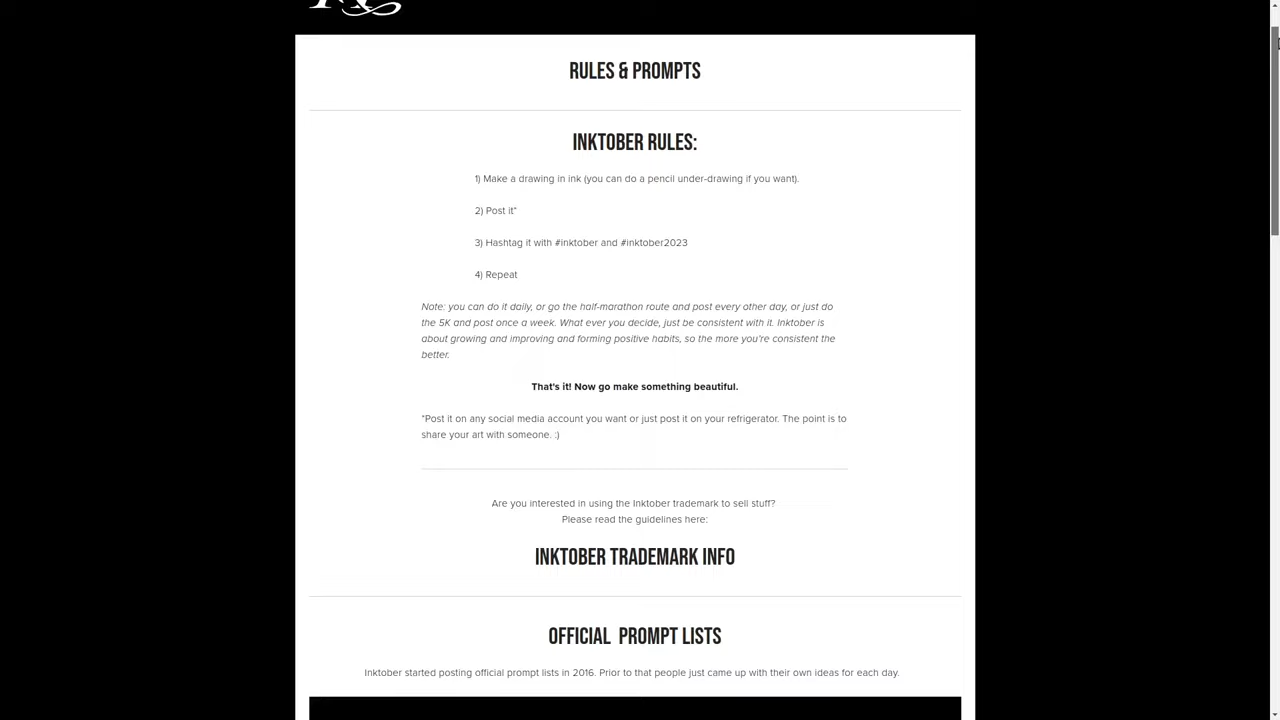 RULES & PROMPTS
INKTOBER RULES:
1) Make a drawing in ink (you can do a pencil under-drawing if you want).
2) Post it*
3) Hashtag it with #inktober and #inktober2023
4) Repeat
Note: you can do it daily, or go the half-marathon route and post every other day, or just do
the 5K and post once a week. What ever you decide, just be consistent with it. Inktober is
about growing and improving and forming positive habits, so the more you're consistent the
better.
That's it! Now go make something beautiful.
*Post it on any social media account you want or just post it on your refrigerator. The point is to
share your art with someone. :)
Are you interested in using the Inktober trademark to sell stuff?
Please read the guidelines here:
INKTOBER TRADEMARK INFO
OFFICIAL PROMPT LISTS
Inktober started posting official prompt lists in 2016. Prior to that people just came up with their own ideas for each day.